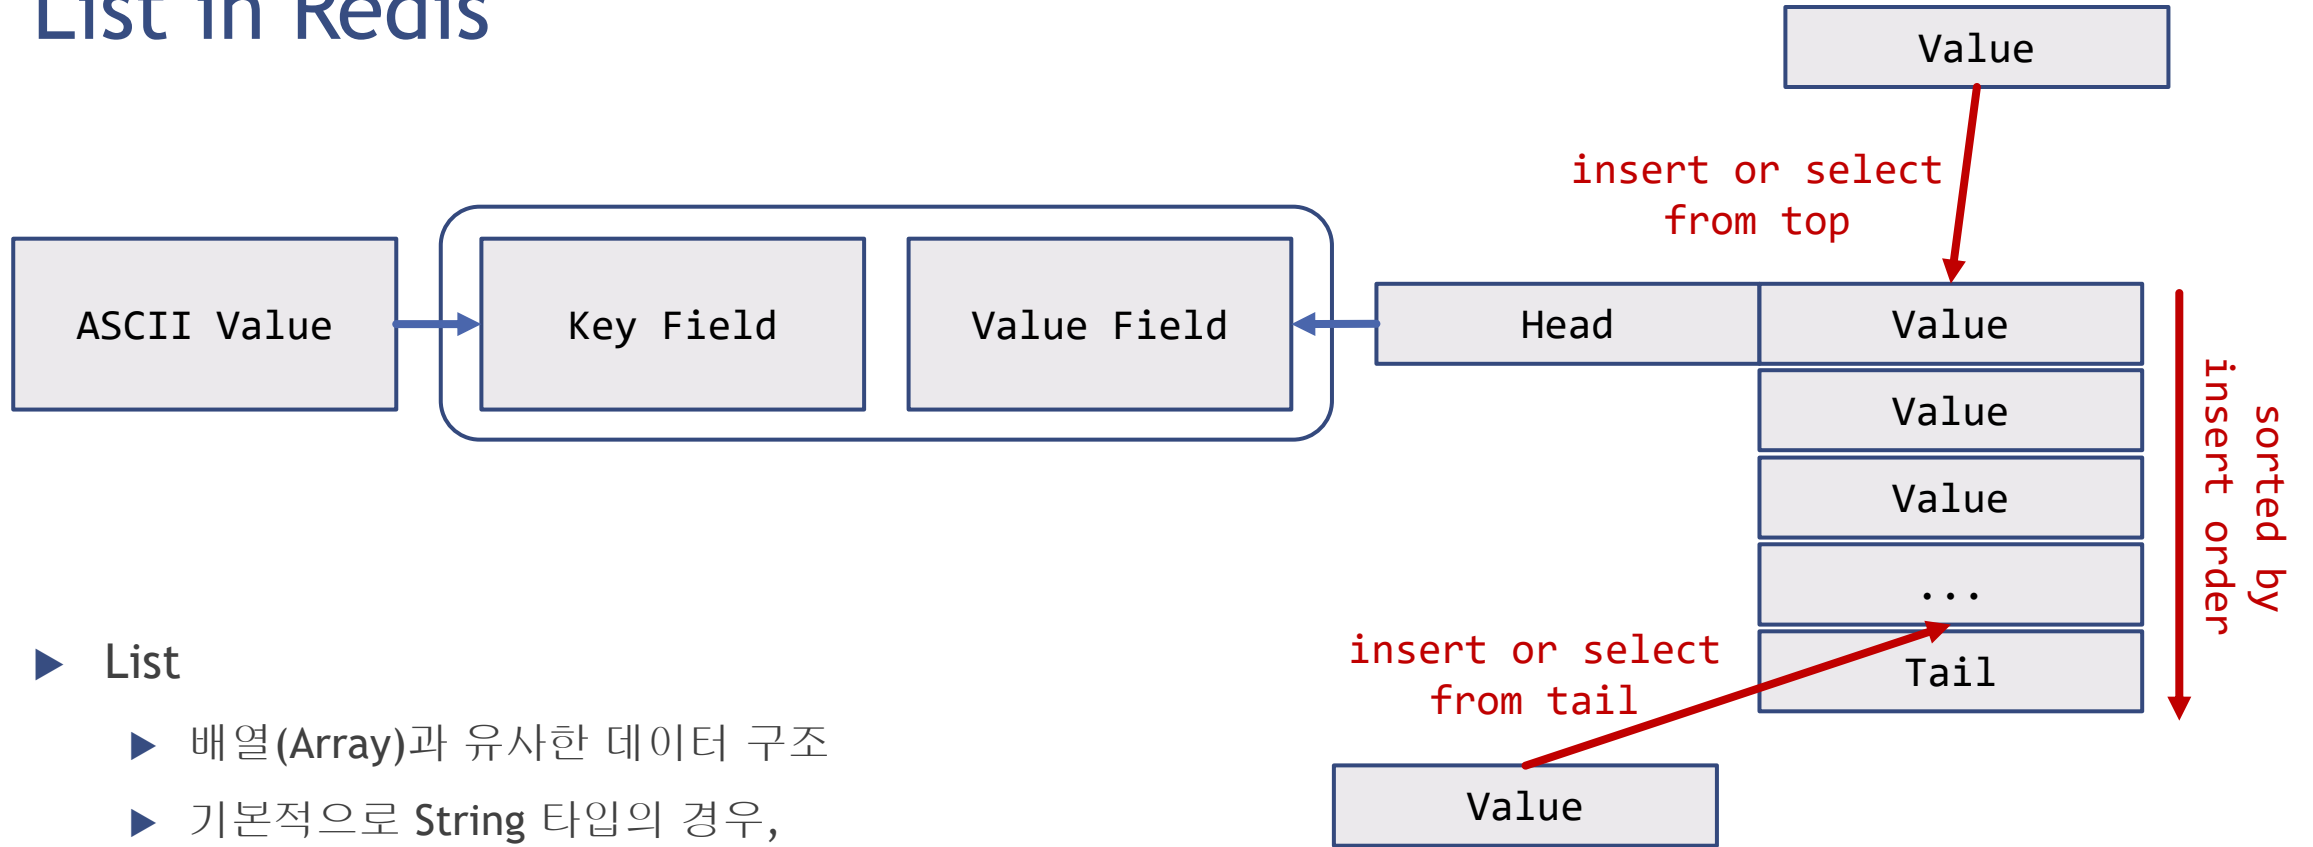 List in Redis
Value
insert or select
from top
ASCII Value
Key Field
Value Field
Head
Value
Value
Value
...
Tail
sorted by
insert order
insert or select
from tail
Value
List
배열(Array)과 유사한 데이터 구조
기본적으로 String 타입의 경우,